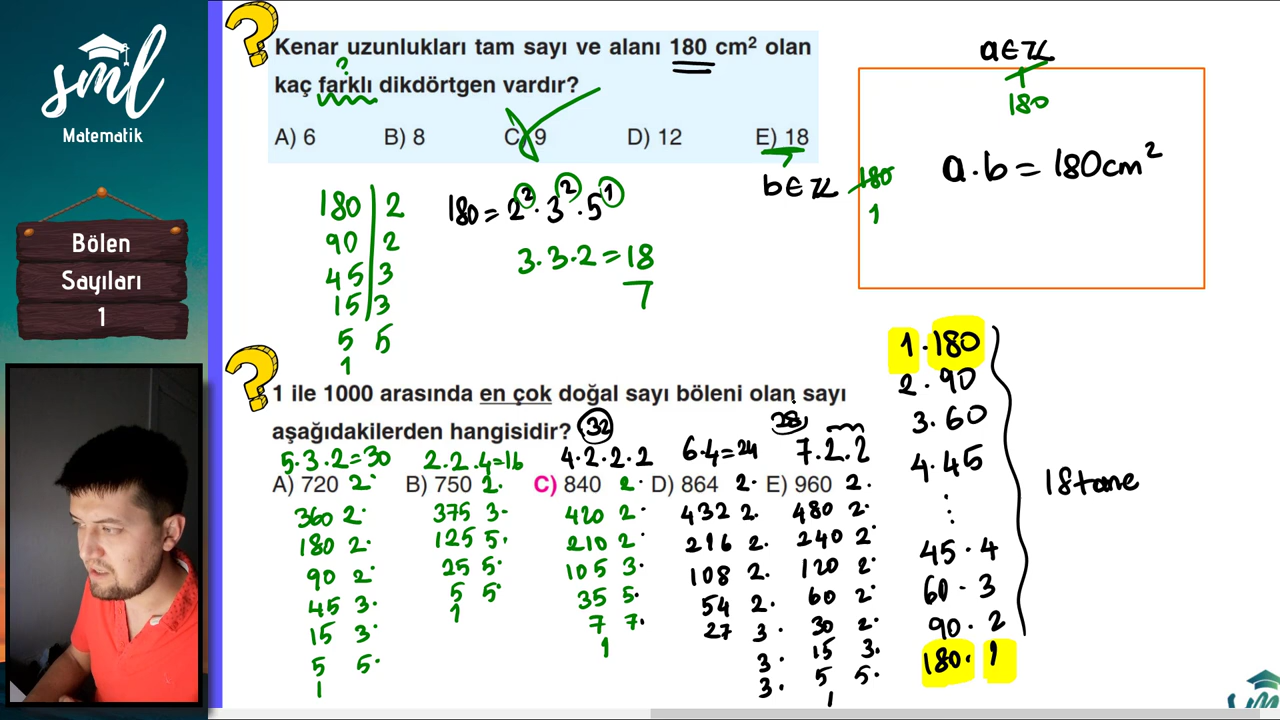 sml
Matematik
Bölen
Sayıları
1
Kenar uzunlukları tam sayı ve alanı 180 cm² olan
?
kaç farklı dikdörtgen vardır?
A) 6 B) 8 C) 9 D) 12 E) 18
a∈ℤ
180
b∈ℤ 180
1
a.b = 180cm²
180 | 2
90 | 2
45 | 3
15 | 3
5 5
1
180 = 2² . 3² . 5¹
3.3.2 = 18
1 ile 1000 arasında en çok doğal sayı böleni olan sayı
aşağıdakilerden hangisidir? 32 28
5.3.2=30 2.2.4=16 4.2.2.2 6.4=24 7.2.2
A) 720 2. B) 750 2. C) 840 2. D) 864 2. E) 960 2.
360 2. 375 3. 420 2. 432 2. 480 2.
180 2. 125 5. 210 2. 216 2. 240 2.
90 2. 25 5. 105 3. 108 2. 120 2.
45 3. 5 5. 35 5. 54 2. 60 2.
15 3. 1 7 7. 27 3. 30 2.
5 5. 1 3. 15 3.
1 3. 5 5.
1
1.180
2.90
3.60
4.45
:
45.4
60.3
90.2
180.1
18 tane